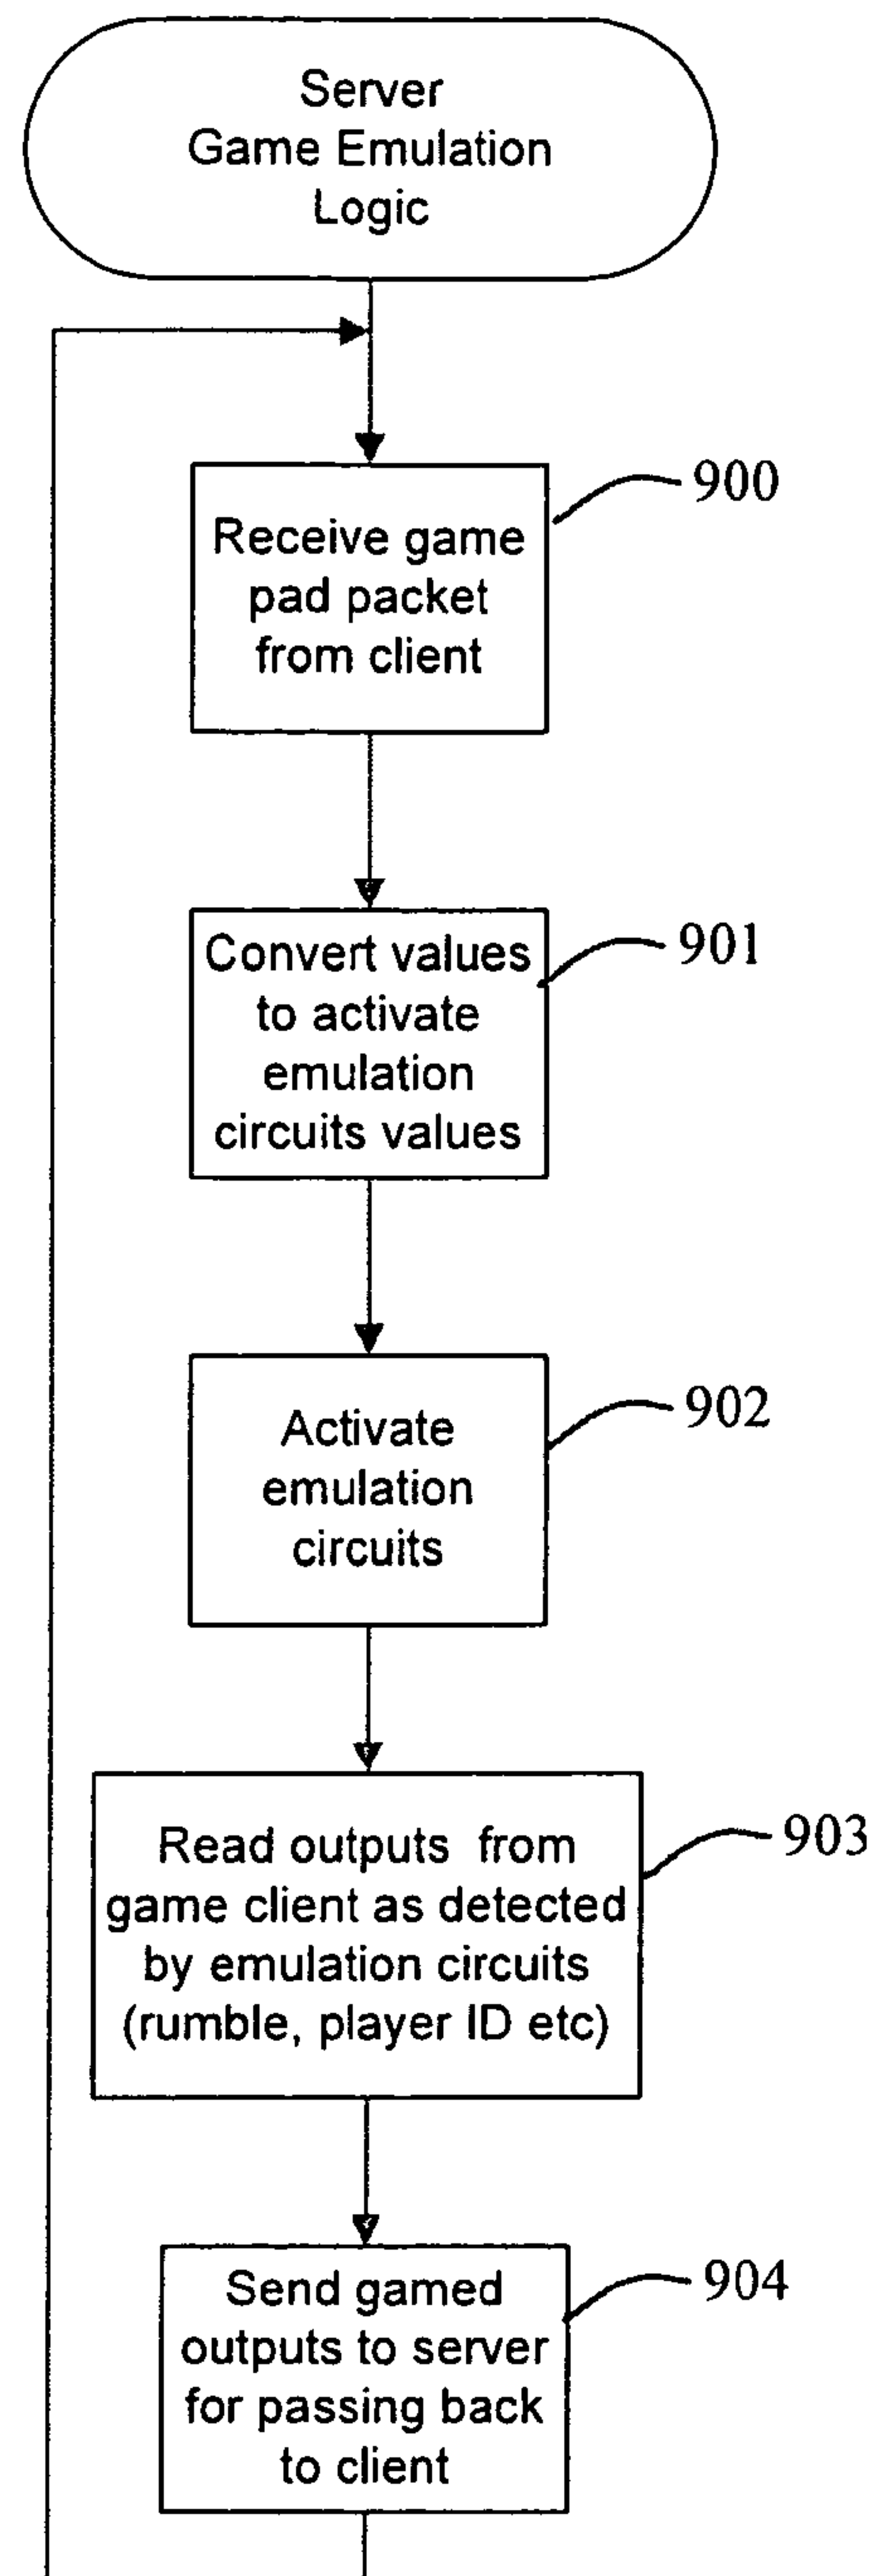 Server
Game Emulation
Logic
900
Receive game
pad packet
from client
901
Convert values
to activate
emulation
circuits values
902
Activate
emulation
circuits
903
Read outputs from
game client as detected
by emulation circuits
(rumble, player ID etc)
904
Send gamed
outputs to server
for passing back
to client